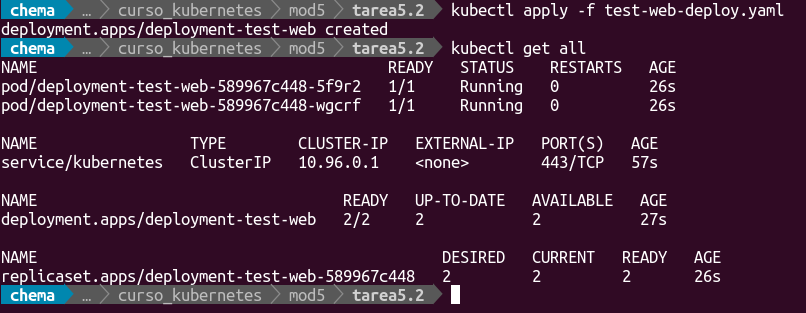 chema … curso_kubernetes mod5 tarea5.2 kubectl apply -f test-web-deploy.yaml
deployment.apps/deployment-test-web created
chema … curso_kubernetes mod5 tarea5.2 kubectl get all
NAME READY STATUS RESTARTS AGE
pod/deployment-test-web-589967c448-5f9r2 1/1 Running 0 26s
pod/deployment-test-web-589967c448-wgcrf 1/1 Running 0 26s
NAME TYPE CLUSTER-IP EXTERNAL-IP PORT(S) AGE
service/kubernetes ClusterIP 10.96.0.1 <none> 443/TCP 57s
NAME READY UP-TO-DATE AVAILABLE AGE
deployment.apps/deployment-test-web 2/2 2 2 27s
NAME DESIRED CURRENT READY AGE
replicaset.apps/deployment-test-web-589967c448 2 2 2 26s
chema … curso_kubernetes mod5 tarea5.2